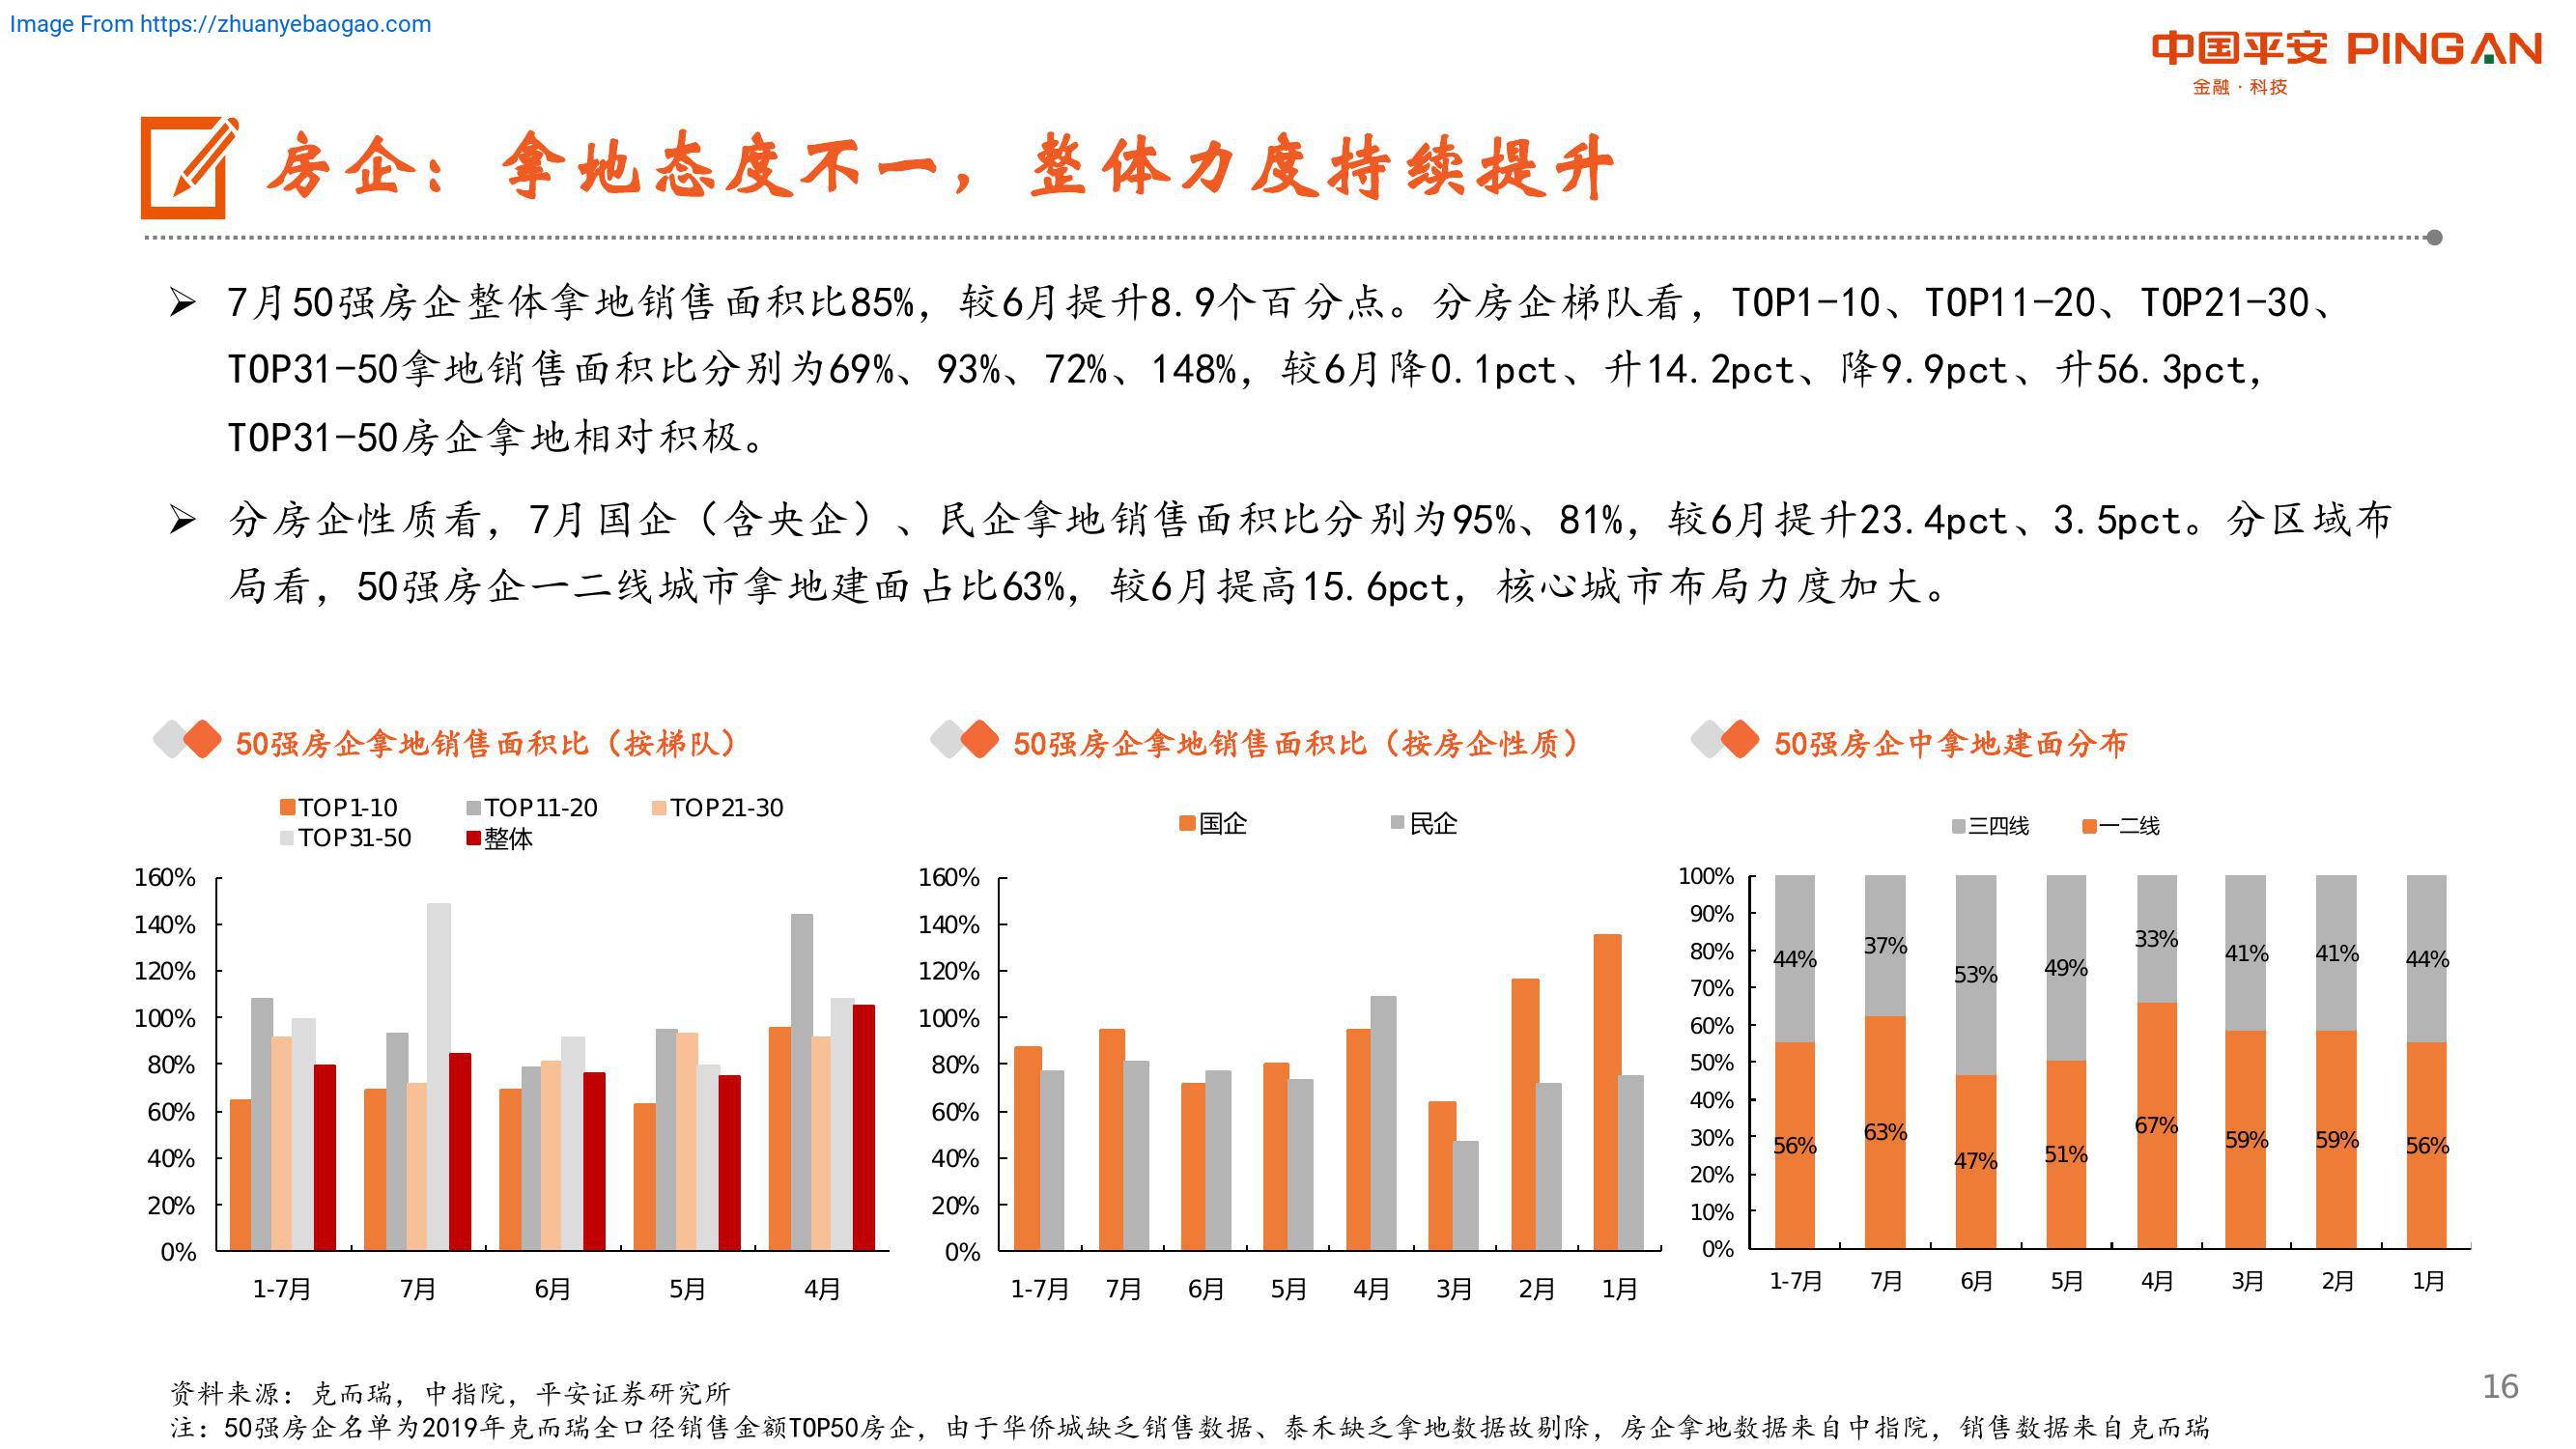 Image From https://zhuanyebaogao.com
中国平安 PINGAN
金融·科技
房企：拿地态度不一，整体力度持续提升
7月50强房企整体拿地销售面积比85%，较6月提升8.9个百分点。分房企梯队看，TOP1-10、TOP11-20、TOP21-30、
TOP31-50拿地销售面积比分别为69%、93%、72%、148%，较6月降0.1pct、升14.2pct、降9.9pct、升56.3pct，
TOP31-50房企拿地相对积极。
分房企性质看，7月国企（含央企）、民企拿地销售面积比分别为95%、81%，较6月提升23.4pct、3.5pct。分区域布
局看，50强房企一二线城市拿地建面占比63%，较6月提高15.6pct，核心城市布局力度加大。
50强房企拿地销售面积比（按梯队）
TOP1-10 TOP11-20 TOP21-30
TOP31-50 整体
160%
140%
120%
100%
80%
60%
40%
20%
0%
1-7月 7月 6月 5月 4月
50强房企拿地销售面积比（按房企性质）
国企 民企
160%
140%
120%
100%
80%
60%
40%
20%
0%
1-7月 7月 6月 5月 4月 3月 2月 1月
50强房企中拿地建面分布
三四线 一二线
100%
90%
80%
70%
60%
50%
40%
30%
20%
10%
0%
44% 37% 53% 49% 33% 41% 41% 44%
56% 63% 47% 51% 67% 59% 59% 56%
1-7月 7月 6月 5月 4月 3月 2月 1月
资料来源：克而瑞，中指院，平安证券研究所
注：50强房企名单为2019年克而瑞全口径销售金额TOP50房企，由于华侨城缺乏销售数据、泰禾缺乏拿地数据故剔除，房企拿地数据来自中指院，销售数据来自克而瑞
16